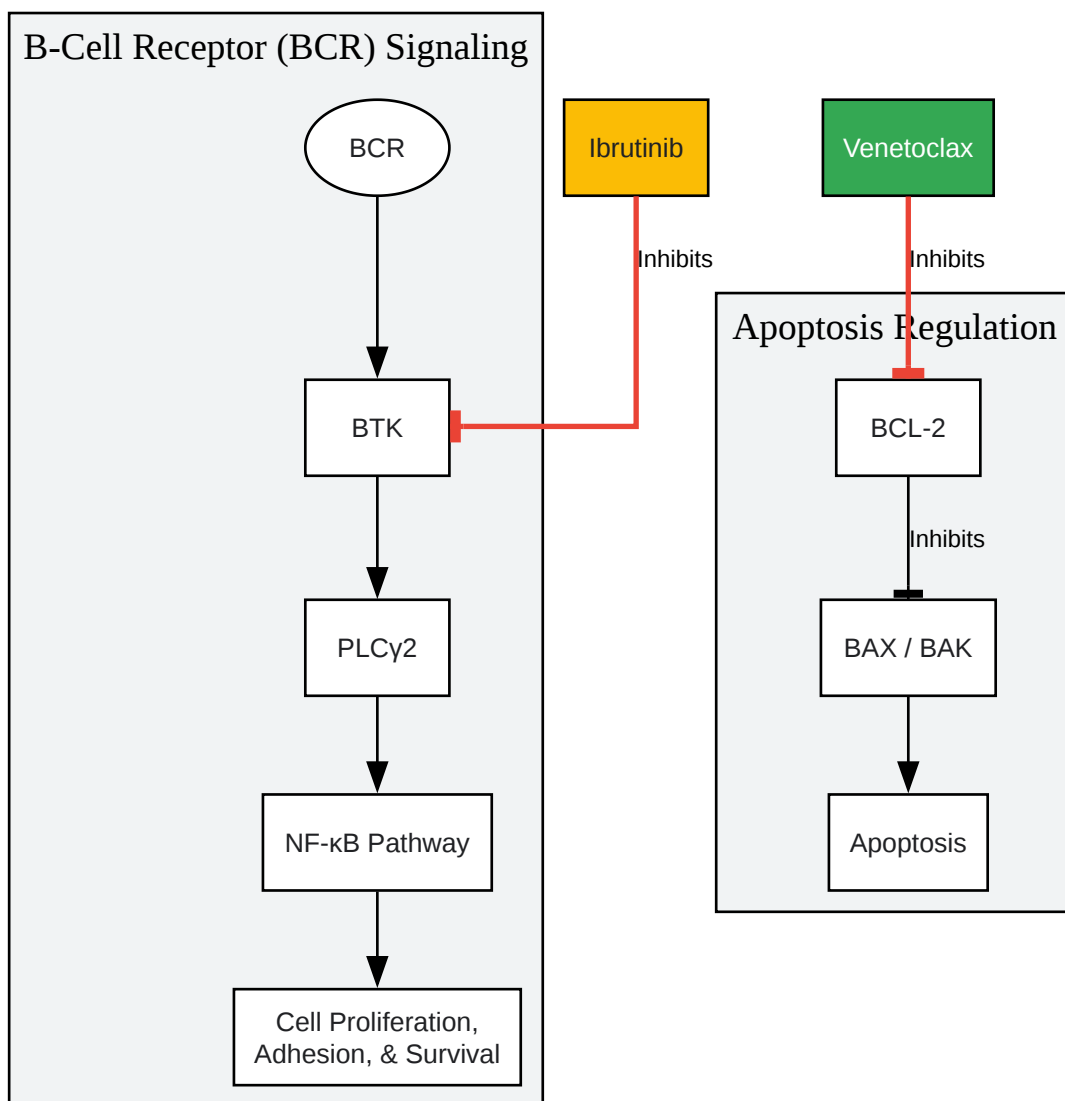 B-Cell Receptor (BCR) Signaling
BCR
Ibrutinib
Venetoclax
Inhibits
Inhibits
Apoptosis Regulation
BTK
BCL-2
Inhibits
PLCγ2
BAX / BAK
NF-κB Pathway
Apoptosis
Cell Proliferation,
Adhesion, & Survival